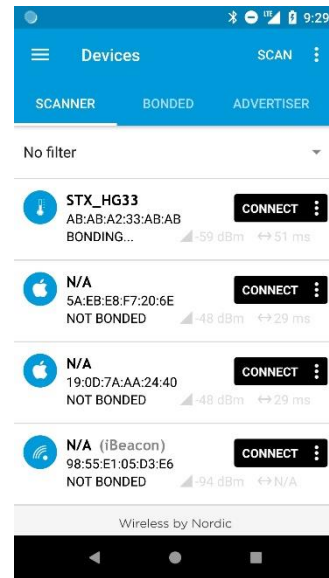 LTE 9:29
Devices SCAN
SCANNER BONDED ADVERTISER
No filter
STX_HG33
AB:AB:A2:33:AB:AB
BONDING... -59 dBm ↔51 ms
CONNECT
N/A
5A:EB:E8:F7:20:6E
NOT BONDED -48 dBm ↔29 ms
CONNECT
N/A
19:0D:7A:AA:24:40
NOT BONDED -48 dBm ↔29 ms
CONNECT
N/A (iBeacon)
98:55:E1:05:D3:E6
NOT BONDED -94 dBm ↔N/A
CONNECT
Wireless by Nordic